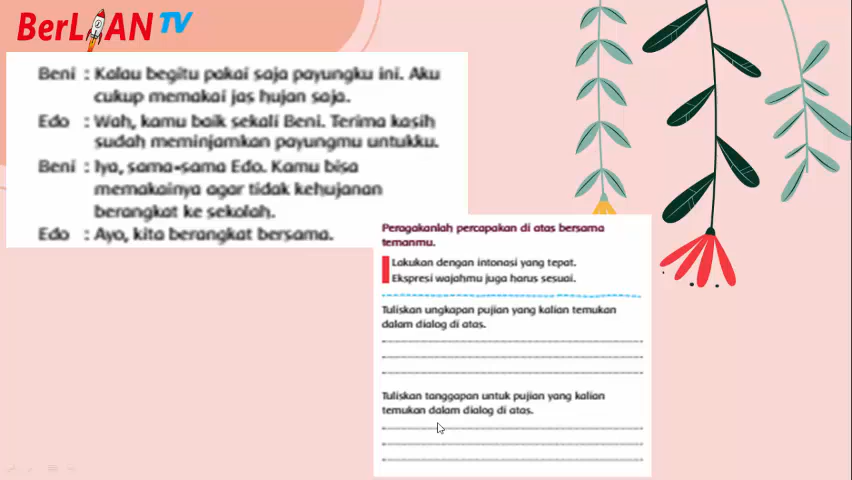 BerLIAN TV
Beni : Kalau begitu pakai saja payungku ini. Aku
cukup memakai jas hujan saja.
Edo : Wah, kamu baik sekali Beni. Terima kasih
sudah meminjamkan payungmu untukku.
Beni : Iya, sama-sama Edo. Kamu bisa
memakainya agar tidak kehujanan
berangkat ke sekolah.
Edo : Ayo, kita berangkat bersama.
Peragakanlah percapakan di atas bersama
temanmu.
Lakukan dengan intonasi yang tepat.
Ekspresi wajahmu juga harus sesuai.
Tuliskan ungkapan pujian yang kalian temukan
dalam dialog di atas.
Tuliskan tanggapan untuk pujian yang kalian
temukan dalam dialog di atas.